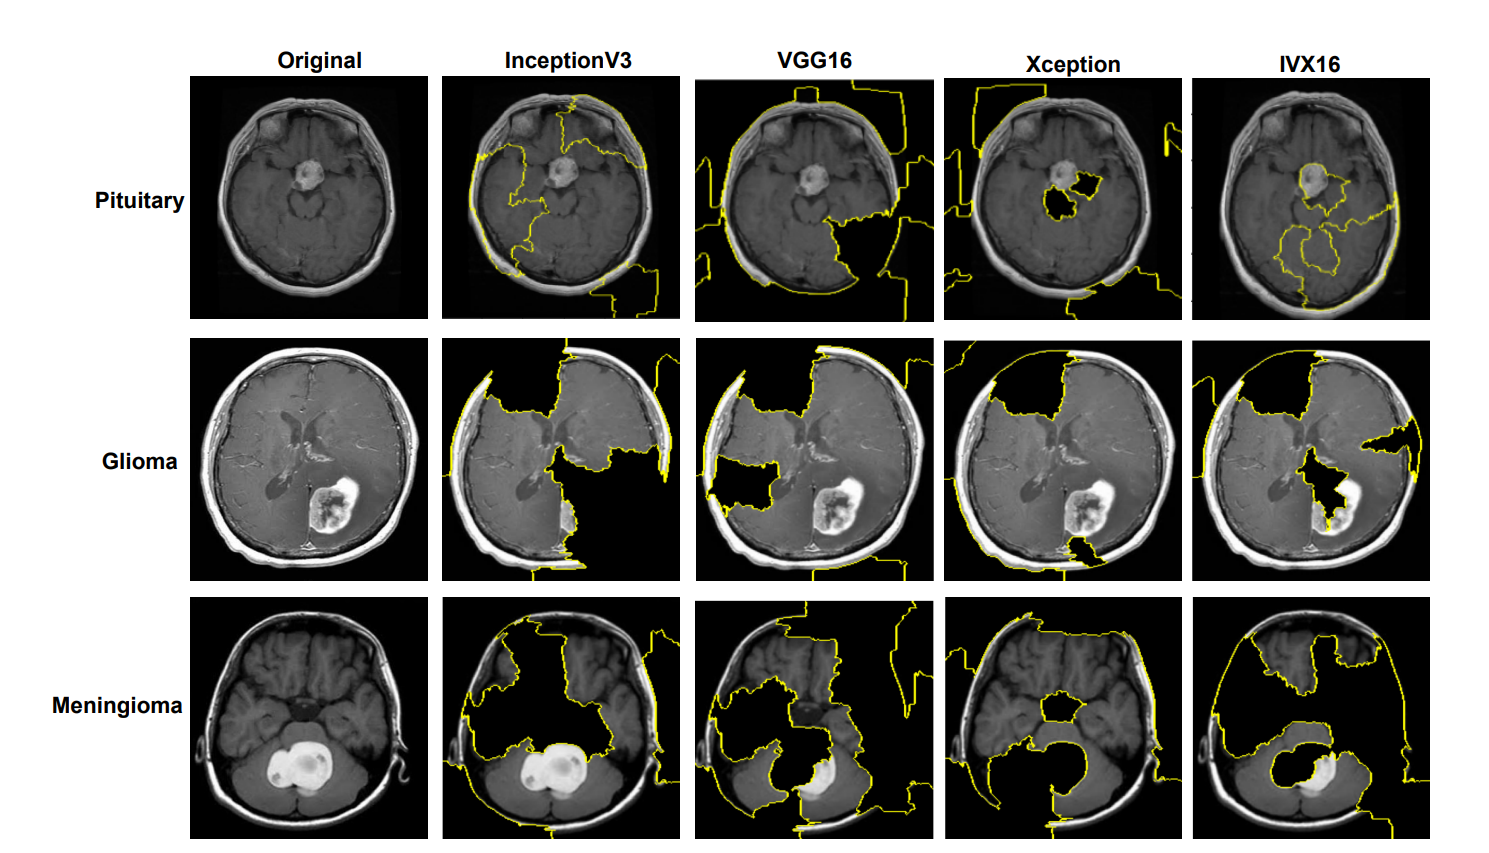 Original
InceptionV3
VGG16
Xception
IVX16
Pituitary
Glioma
Meningioma